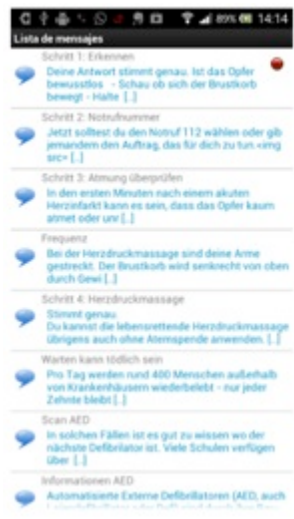 89% 14:14
Lista de mensajes
Schritt 1: Erkennen
Deine Antwort stimmt genau. Ist das Opfer
bewusstlos - Schau ob sich der Brustkorb
bewegt - Halte [..]
Schritt 2: Notrufnummer
Jetzt solltest du den Notruf 112 wählen oder gib
jemandem den Auftrag, das für dich zu tun.<img
src= [..]
Schritt 3: Atmung überprüfen
In den ersten Minuten nach einem akuten
Herzinfarkt kann es sein, dass das Opfer kaum
atmet oder unr [..]
Frequenz
Bei der Herzdruckmassage sind deine Arme
gestreckt. Der Brustkorb wird senkrecht von oben
durch Gewi [..]
Schritt 4: Herzdruckmassage
Stimmt genau.
Du kannst die lebensrettende Herzdruckmassage
übrigens auch ohne Atemspende anwenden. [..]
Warten kann tödlich sein
Pro Tag werden rund 400 Menschen außerhalb
von Krankenhäusern wiederbelebt - nur jeder
Zehnte bleibt [..]
Scan AED
In solchen Fällen ist es gut zu wissen wo der
nächste Defibrilator ist. Viele Schulen verfügen
über [..]
Informationen AED
Automatisierte Externe Defibrillatoren (AED, auch